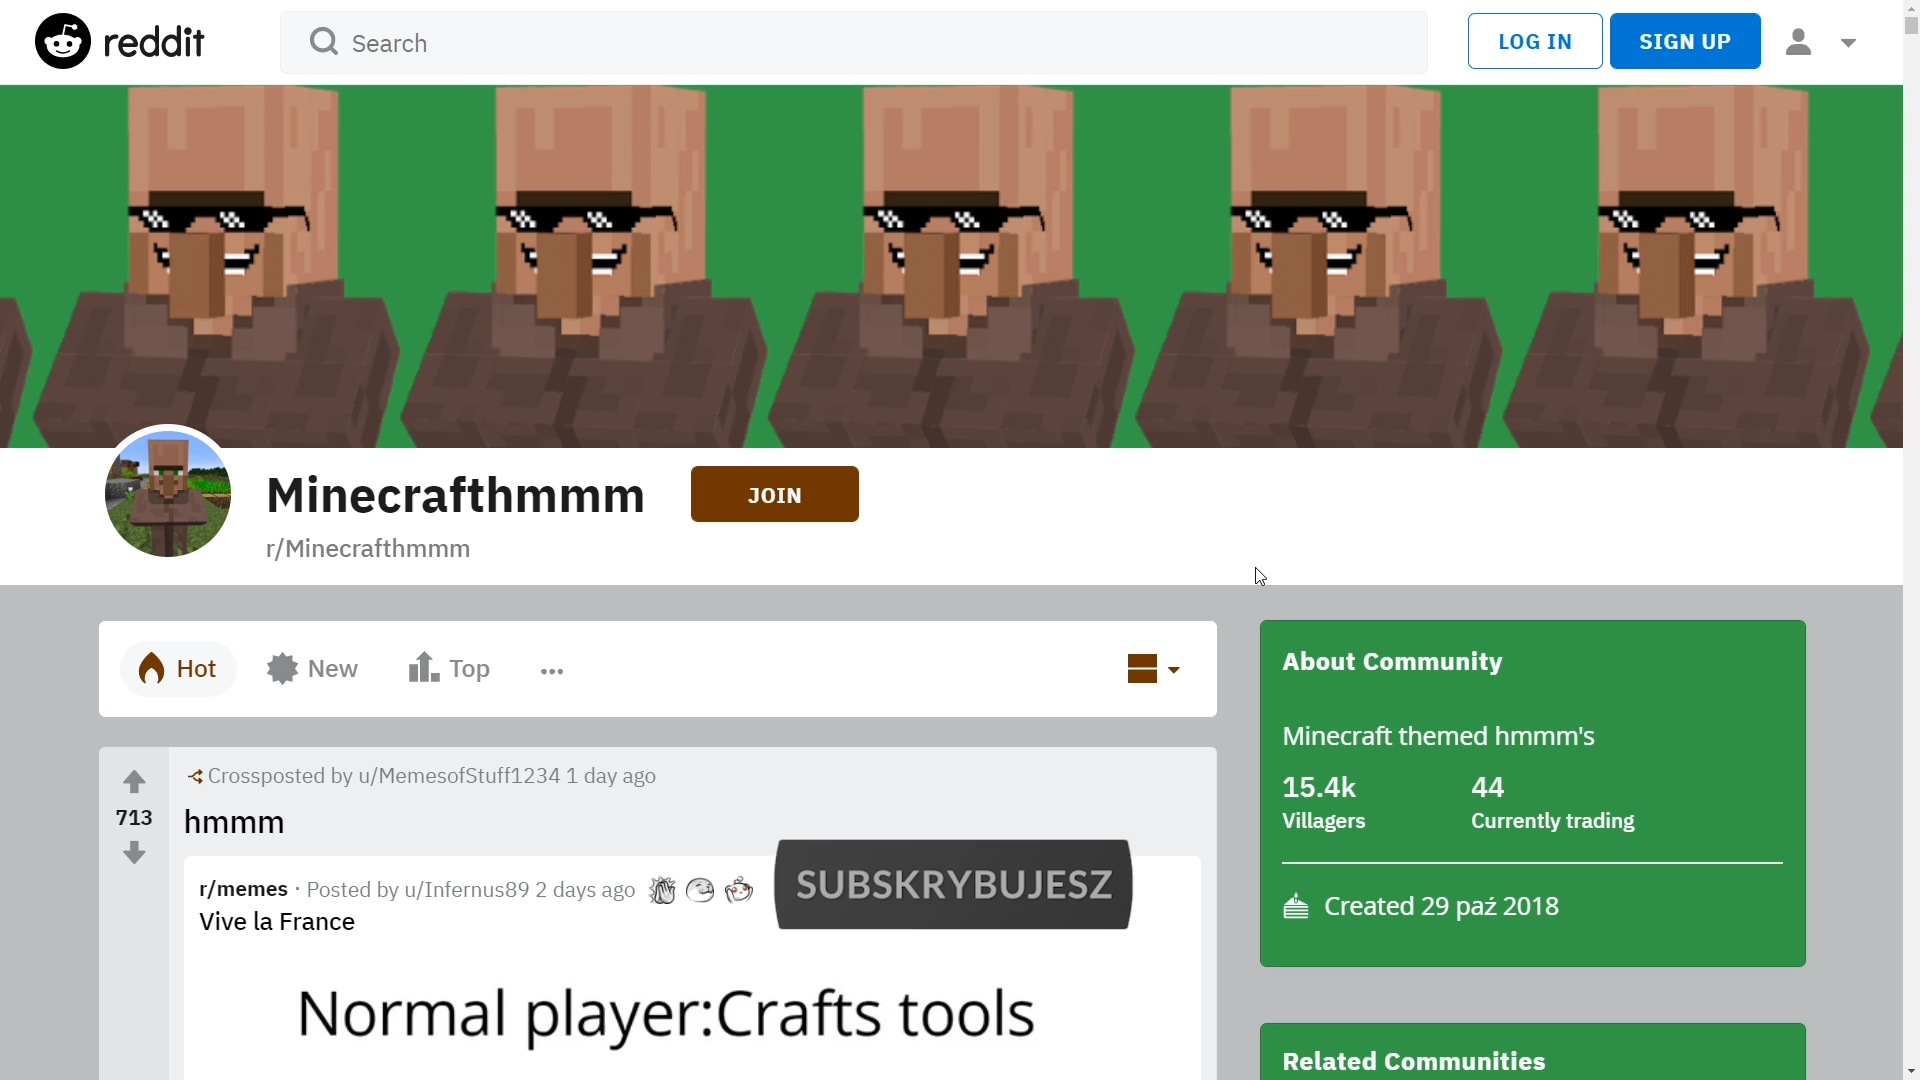 reddit
Search
LOG IN
SIGN UP
Minecrafthmmm
JOIN
r/Minecrafthmmm
Hot
New
Top
Crossposted by u/MemesofStuff1234 1 day ago
713
hmmm
r/memes · Posted by u/Infernus89 2 days ago
Vive la France
SUBSKRYBUJESZ
Normal player:Crafts tools
About Community
Minecraft themed hmmm's
15.4k
44
Villagers
Currently trading
Created 29 paź 2018
Related Communities